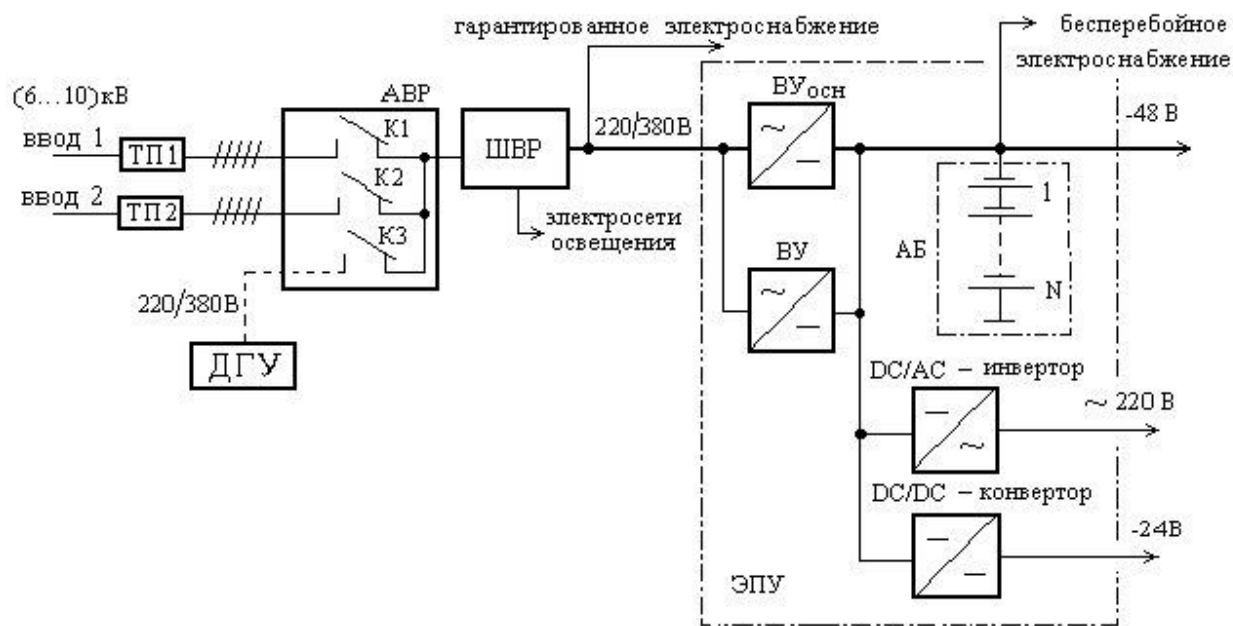 гарантированное электроснабжение
бесперебойное
электроснабжение
(6...10)кВ
АВР
ВУосн
ввод 1
ТП1
К1
ШВР
220/380В
-48 В
ввод 2
ТП2
К2
К3
электросети
освещения
ВУ
АБ
1
N
220/380В
ДГУ
DC/AC – инвертор
~ 220 В
DC/DC – конвертор
-24В
ЭПУ